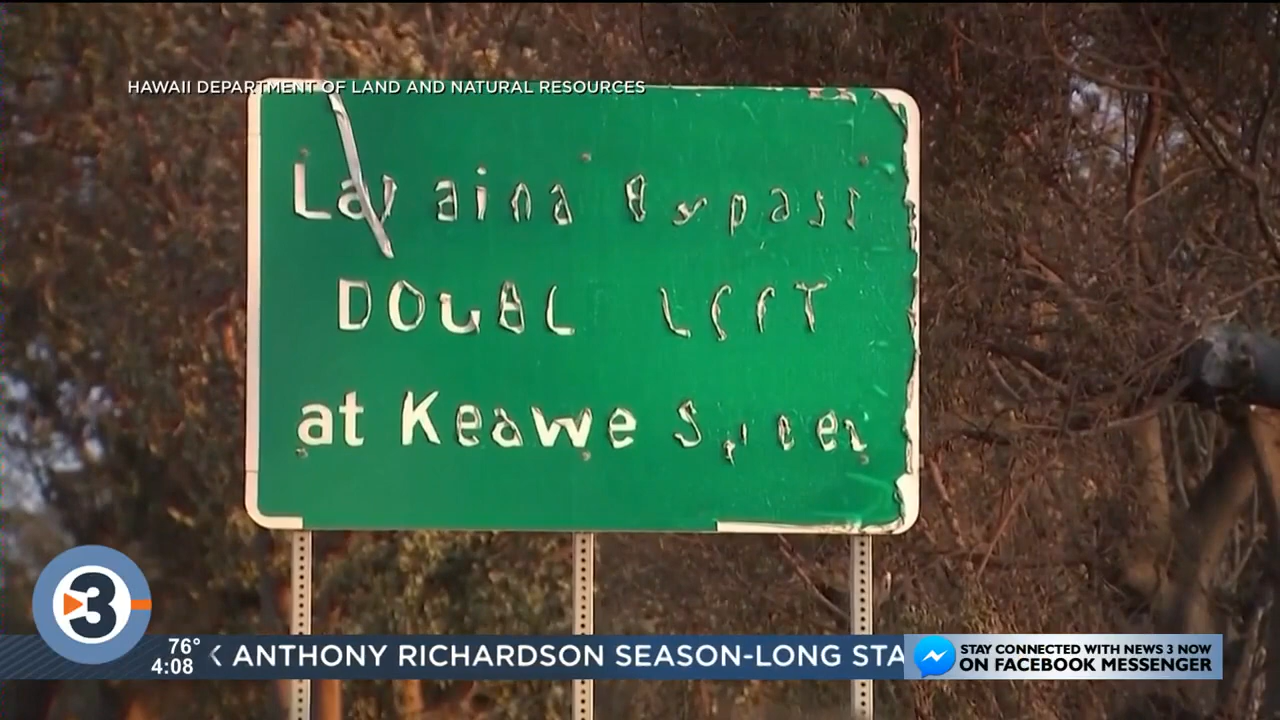 HAWAII DEPARTMENT OF LAND AND NATURAL RESOURCES
Lahaina Bypass
DOUBLE LEFT
at Keawe Street
3
76°
4:08
K ANTHONY RICHARDSON SEASON-LONG STA
STAY CONNECTED WITH NEWS 3 NOW
ON FACEBOOK MESSENGER